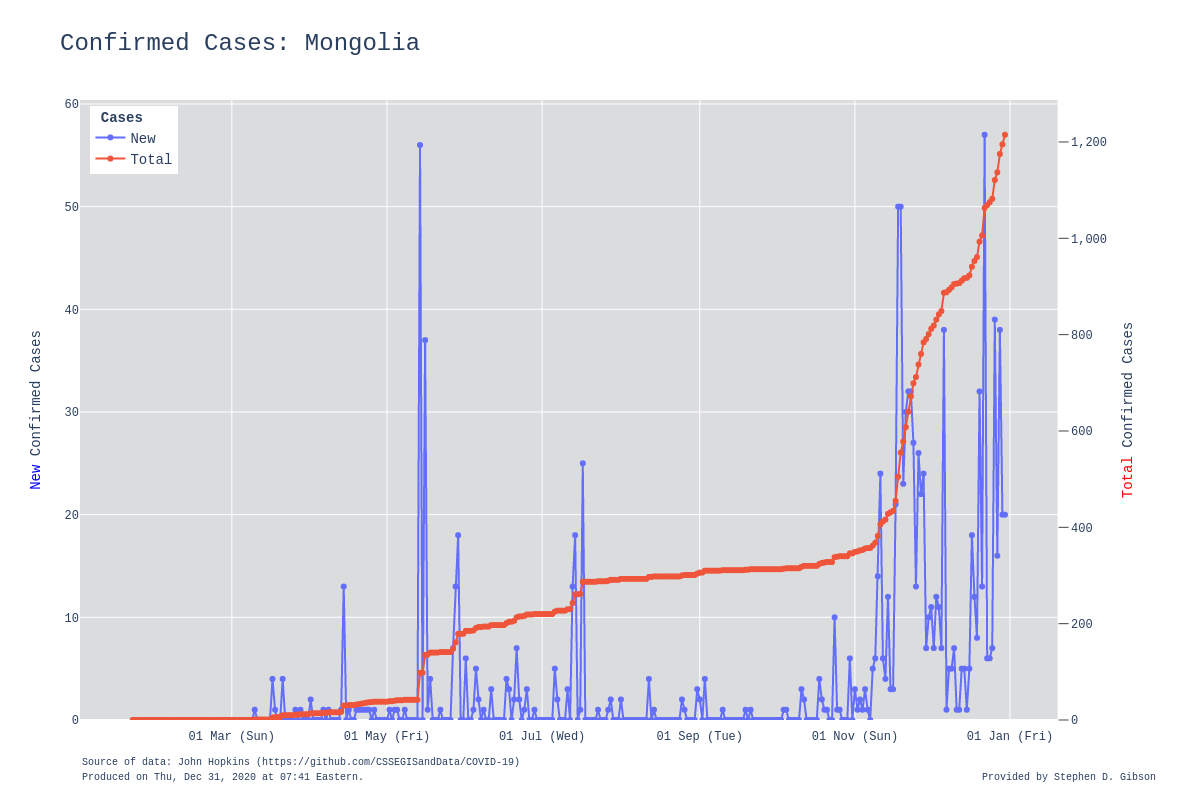 Confirmed Cases: Mongolia
Cases
New
Total
60
50
40
30
20
10
0
1,200
1,000
800
600
400
200
0
New Confirmed Cases
Total Confirmed Cases
01 Mar (Sun)
01 May (Fri)
01 Jul (Wed)
01 Sep (Tue)
01 Nov (Sun)
01 Jan (Fri)
Source of data: John Hopkins (https://github.com/CSSEGISandData/COVID-19)
Produced on Thu, Dec 31, 2020 at 07:41 Eastern.
Provided by Stephen D. Gibson